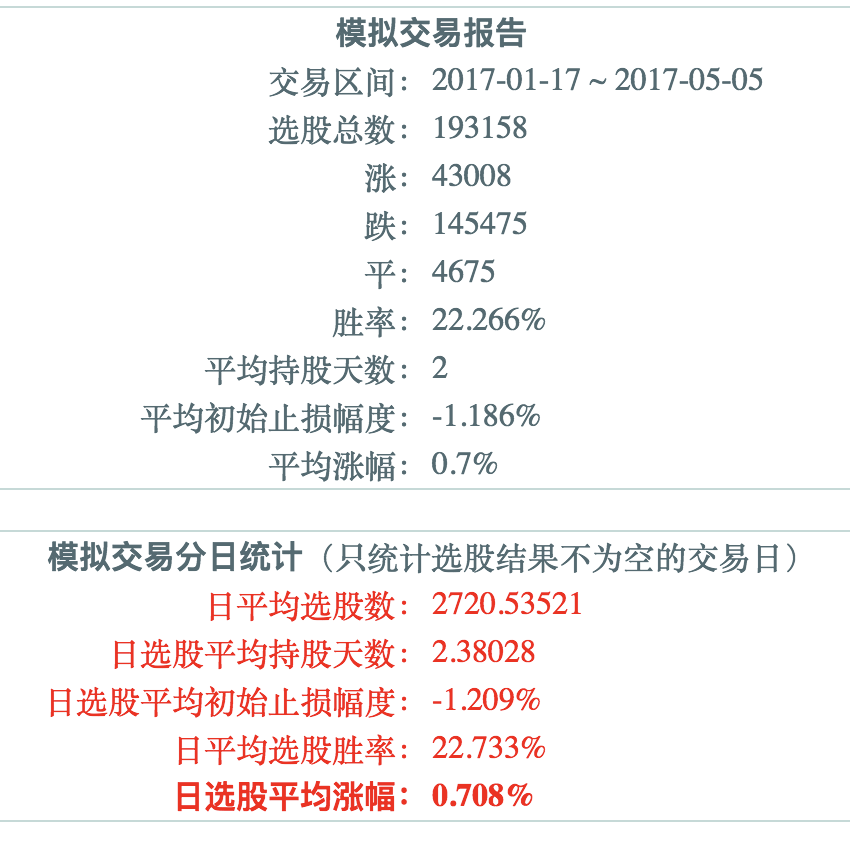 模拟交易报告
交易区间：2017-01-17 ~ 2017-05-05
选股总数：193158
涨：43008
跌：145475
平：4675
胜率：22.266%
平均持股天数：2
平均初始止损幅度：-1.186%
平均涨幅：0.7%
模拟交易分日统计（只统计选股结果不为空的交易日）
日平均选股数：2720.53521
日选股平均持股天数：2.38028
日选股平均初始止损幅度：-1.209%
日平均选股胜率：22.733%
日选股平均涨幅：0.708%